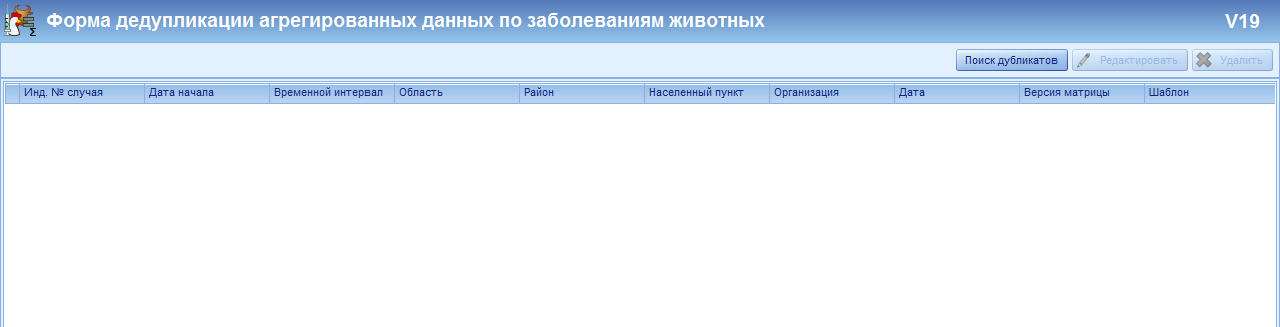 Форма дедупликации агрегированных данных по заболеваниям животных V19
Поиск дубликатов Редактировать Удалить
Инд. № случая Дата начала Временной интервал Область Район Населенный пункт Организация Дата Версия матрицы Шаблон